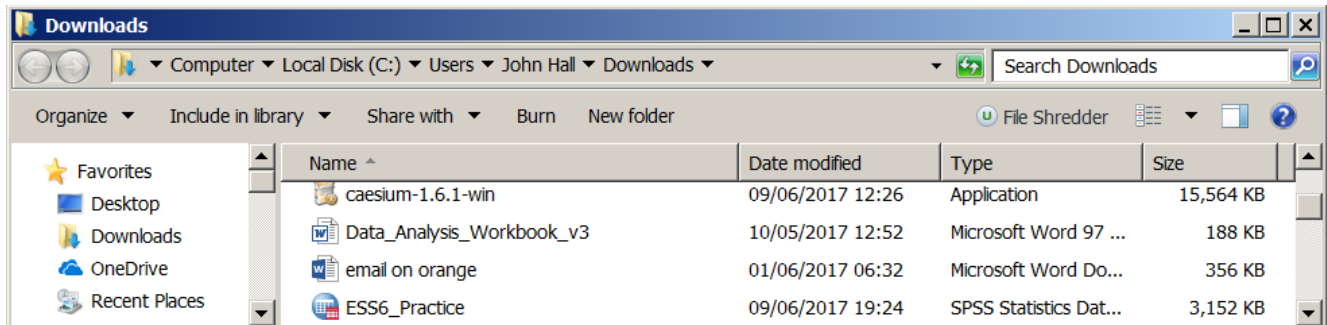 Downloads
Computer Local Disk (C:) Users John Hall Downloads Search Downloads
Organize Include in library Share with Burn New folder File Shredder
Favorites Name Date modified Type Size
Desktop caesium-1.6.1-win 09/06/2017 12:26 Application 15,564 KB
Downloads Data_Analysis_Workbook_v3 10/05/2017 12:52 Microsoft Word 97 ... 188 KB
OneDrive email on orange 01/06/2017 06:32 Microsoft Word Do... 356 KB
Recent Places ESS6_Practice 09/06/2017 19:24 SPSS Statistics Dat... 3,152 KB